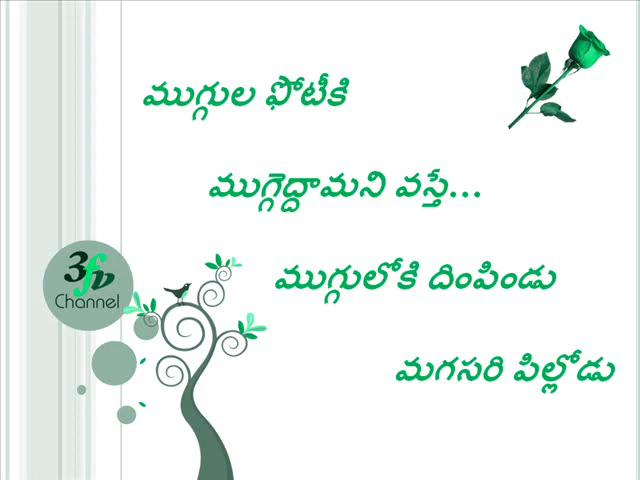 ముగ్గుల ఫోటీకి
ముగ్గెద్దామని వస్తే...
3fv
Channel
ముగ్గులోకి దింపిండు
మగసరి పిల్లోడు